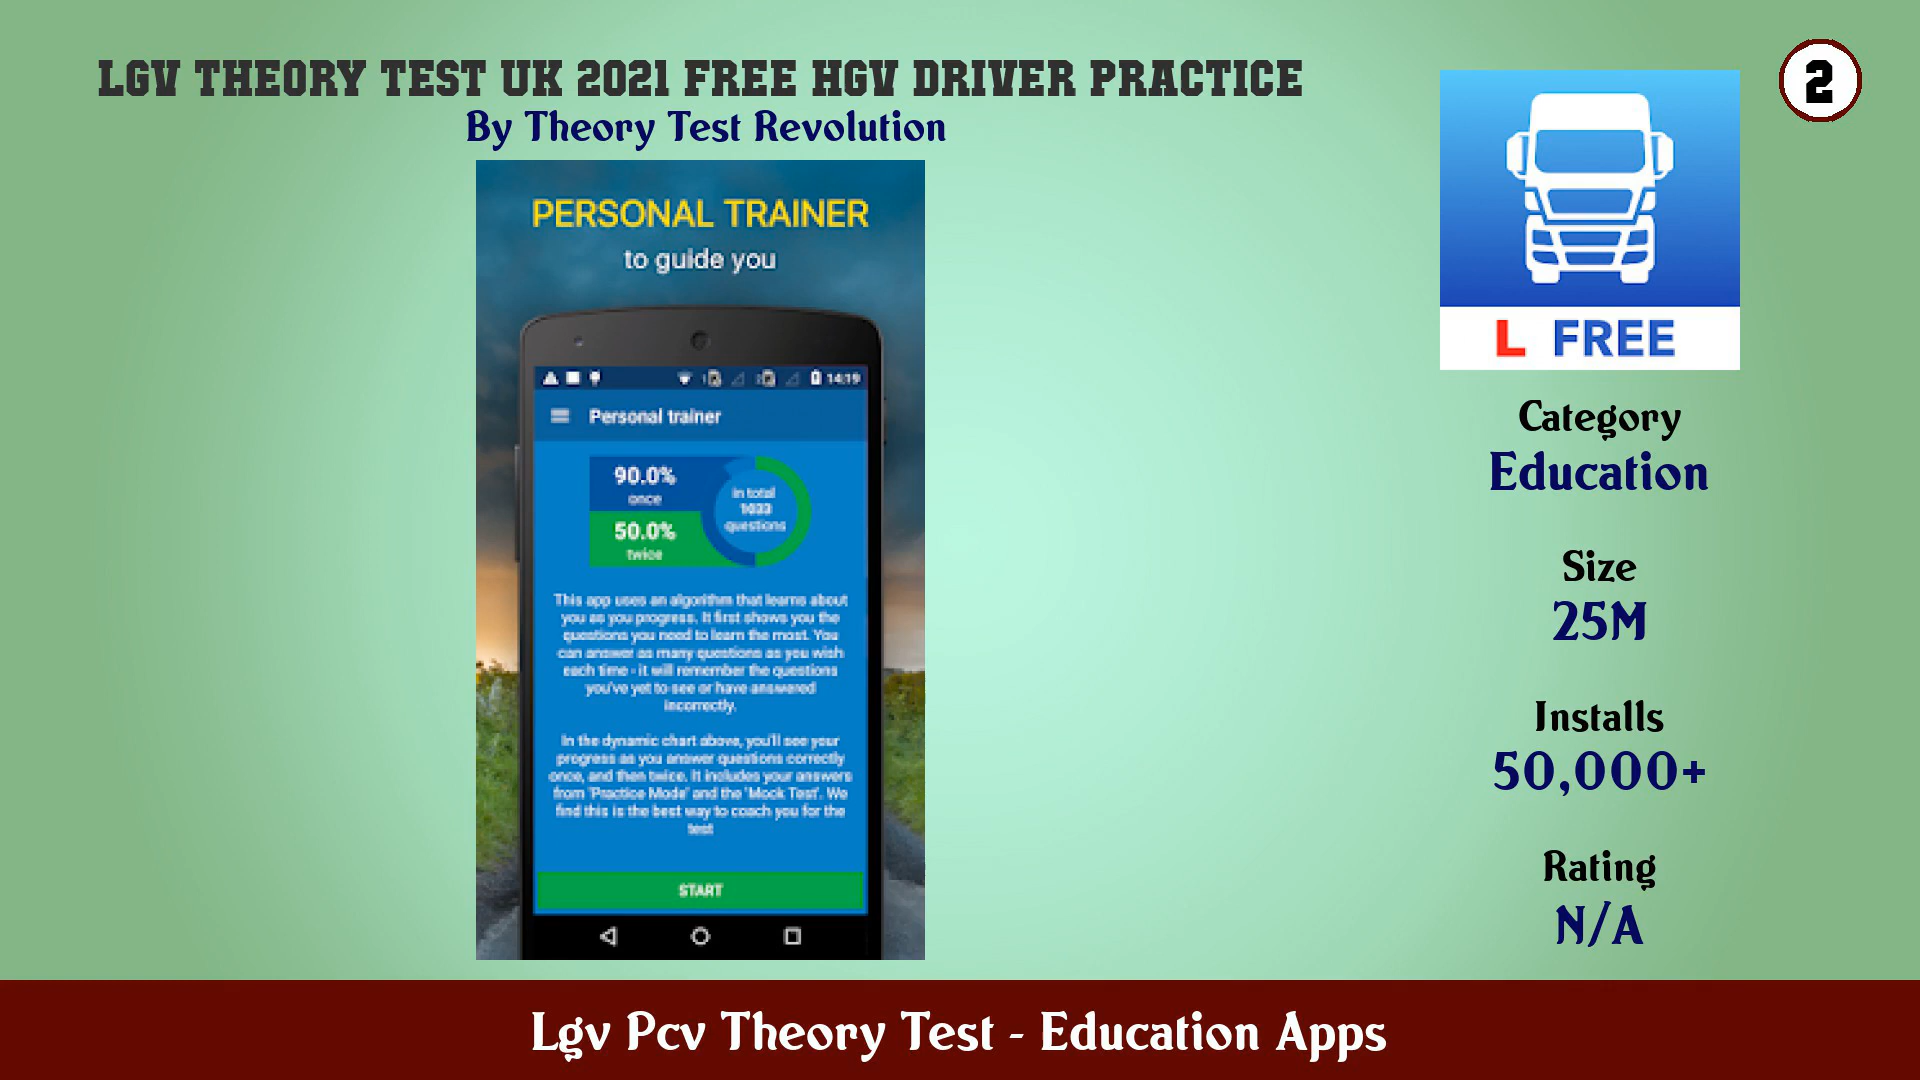 LGV THEORY TEST UK 2021 FREE HGV DRIVER PRACTICE
By Theory Test Revolution
2
PERSONAL TRAINER
to guide you
14:19
Personal trainer
90.0%
once
50.0%
twice
in total
1033
questions
This app uses an algorithm that learns about
you as you progress. It first shows you the
questions you need to learn the most. You
can answer as many questions as you wish
each time - it will remember the questions
you've yet to see or have answered
incorrectly.
In the dynamic chart above, you'll see your
progress as you answer questions correctly
once, and then twice. It includes your answers
from 'Practice Mode' and the 'Mock Test'. We
find this is the best way to coach you for the
test
START
L FREE
Category
Education
Size
25M
Installs
50,000+
Rating
N/A
Lgv Pcv Theory Test - Education Apps